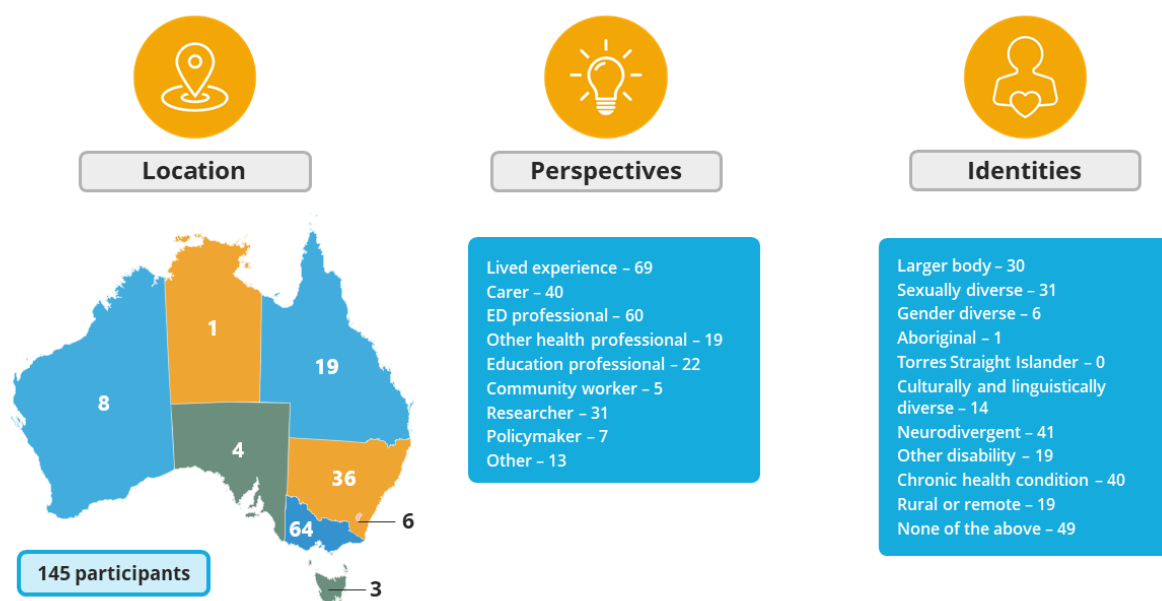 Location
Perspectives
Identities
1
8
19
4
36
64
6
3
145 participants
Lived experience – 69
Carer – 40
ED professional – 60
Other health professional – 19
Education professional – 22
Community worker – 5
Researcher – 31
Policymaker – 7
Other – 13
Larger body – 30
Sexually diverse – 31
Gender diverse – 6
Aboriginal – 1
Torres Straight Islander – 0
Culturally and linguistically
diverse – 14
Neurodivergent – 41
Other disability – 19
Chronic health condition – 40
Rural or remote – 19
None of the above – 49